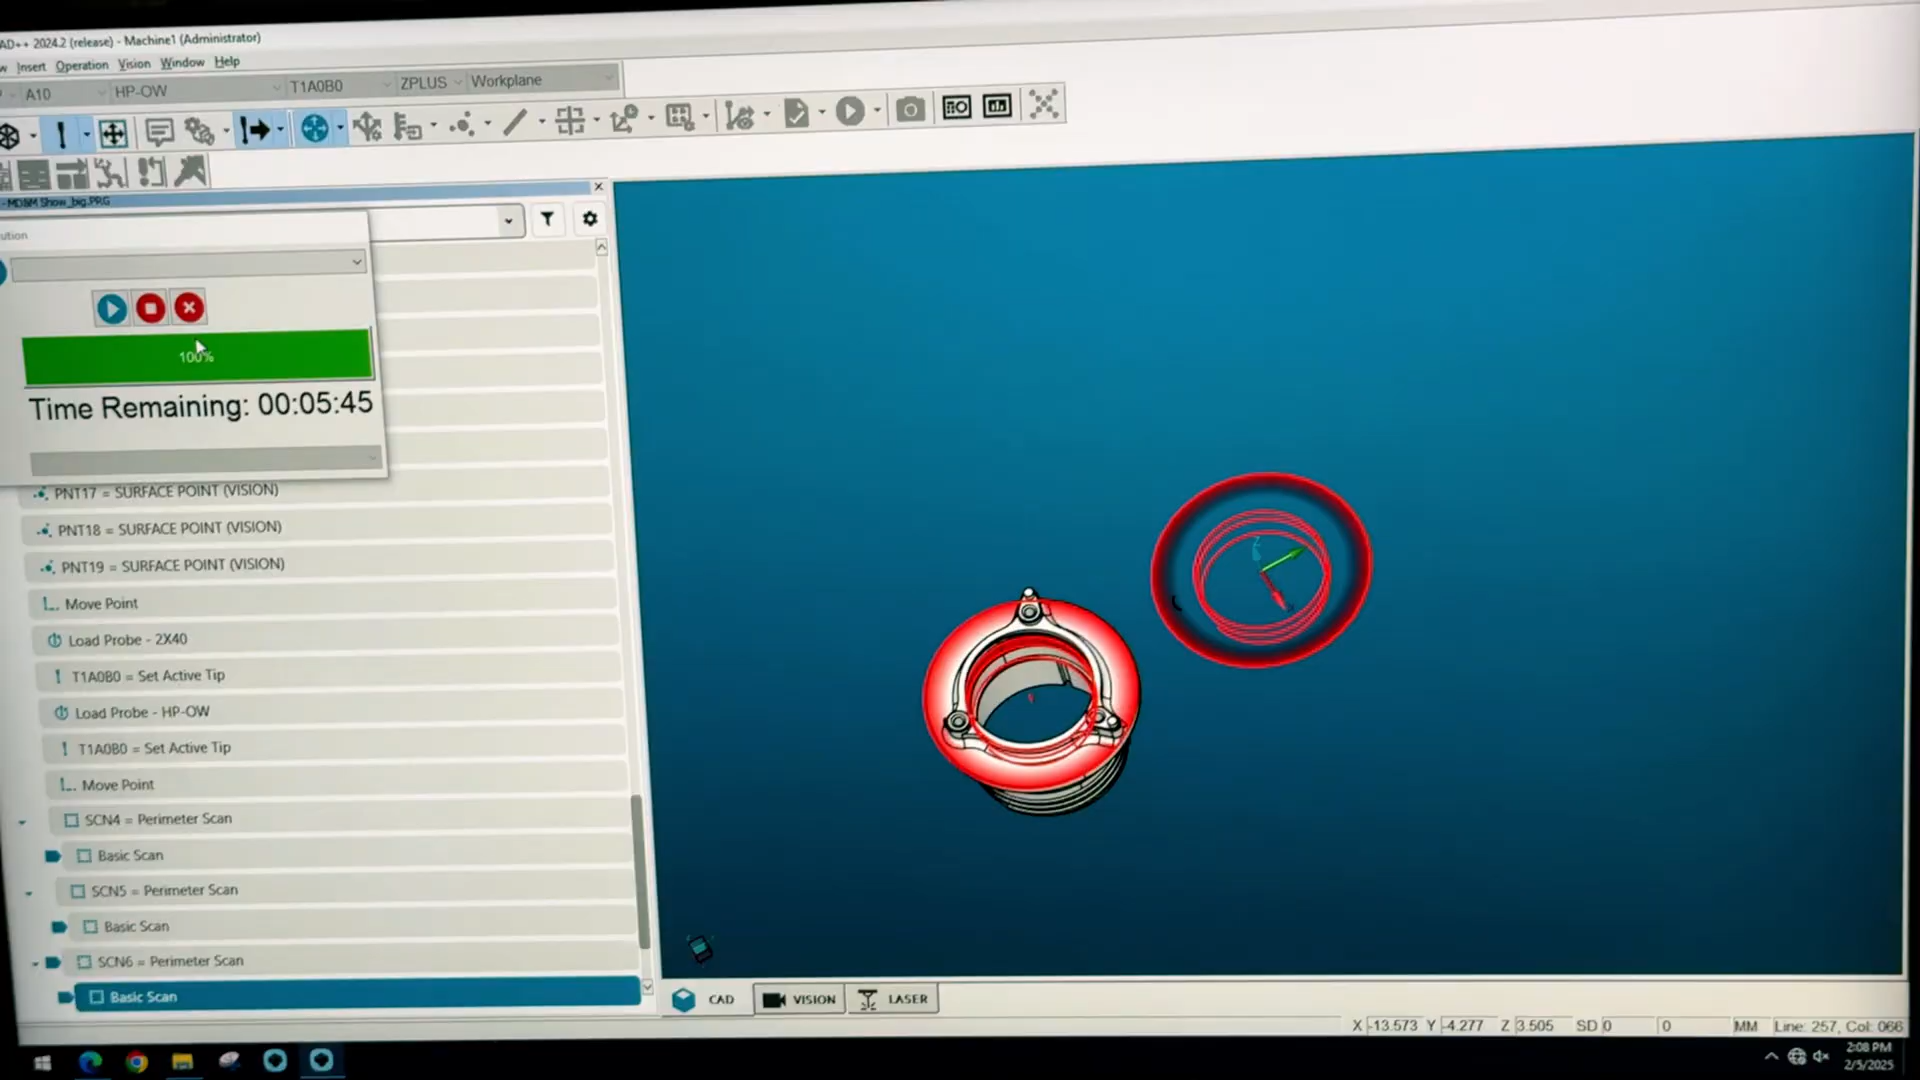 AD++ 2024.2 (release) - Machine1 (Administrator)
Insert Operation Vision Window Help
A10 HP-OW T1A0B0 ZPLUS Workplane
-MD&M Show_big.PRG
ution
100%
Time Remaining: 00:05:45
PNT17 = SURFACE POINT (VISION)
PNT18 = SURFACE POINT (VISION)
PNT19 = SURFACE POINT (VISION)
Move Point
Load Probe - 2X40
T1A0B0 = Set Active Tip
Load Probe - HP-OW
T1A0B0 = Set Active Tip
Move Point
SCN4 = Perimeter Scan
Basic Scan
SCN5 = Perimeter Scan
Basic Scan
SCN6 = Perimeter Scan
Basic Scan
Z
CAD VISION LASER
X -13.573 Y -4.277 Z 3.505 SD 0 0 MM Line: 257, Col: 066
2:08 PM
2/5/2025